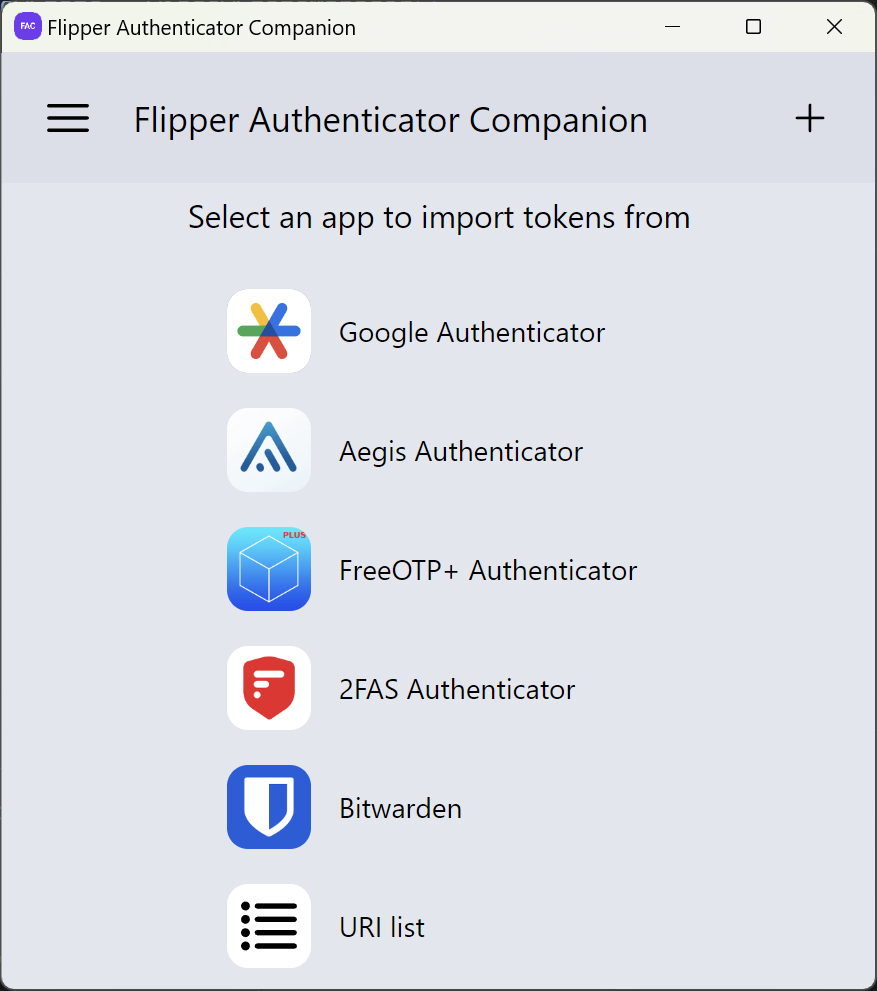 FAC Flipper Authenticator Companion
Flipper Authenticator Companion
Select an app to import tokens from
Google Authenticator
Aegis Authenticator
PLUS
FreeOTP+ Authenticator
2FAS Authenticator
Bitwarden
URI list